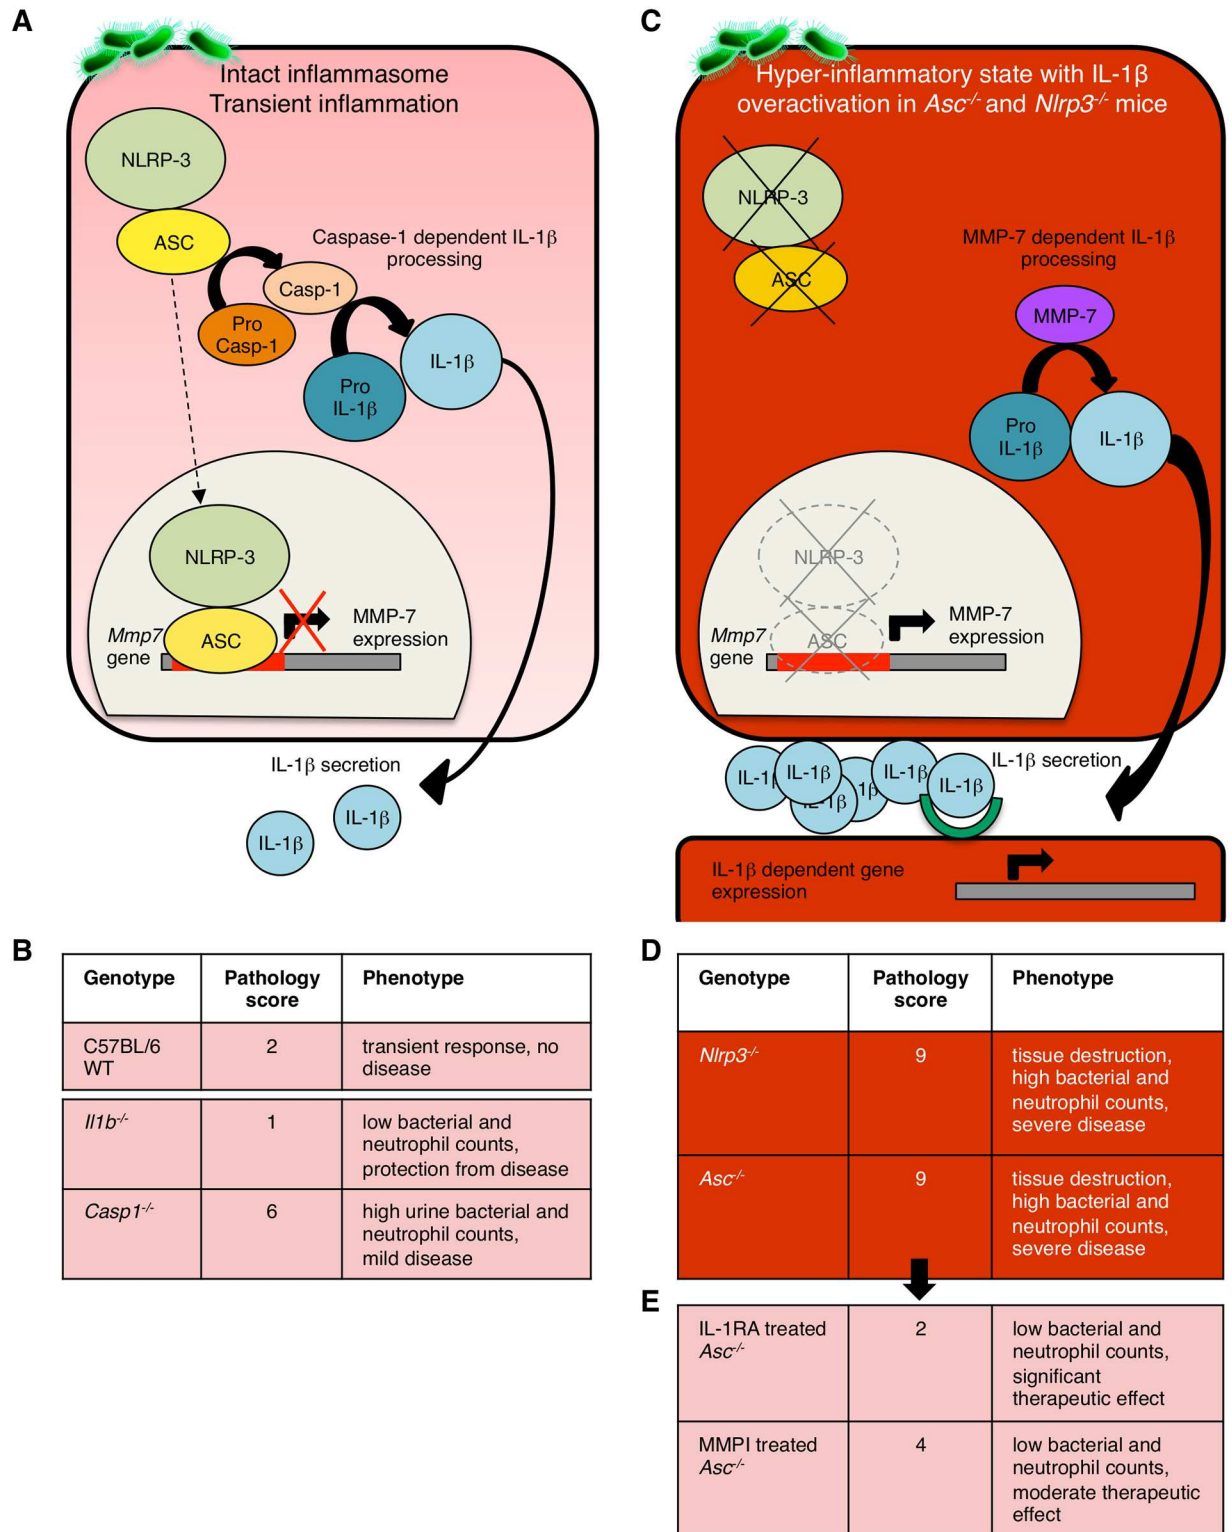 A
Intact inflammasome
Transient inflammation
NLRP-3
ASC
Caspase-1 dependent IL-1β
processing
Casp-1
Pro
Casp-1
IL-1β
Pro
IL-1β
NLRP-3
ASC
Mmp7
gene
MMP-7
expression
IL-1β secretion
IL-1β
IL-1β
B
Genotype
Pathology
score
Phenotype
C57BL/6
WT
2
transient response, no
disease
Il1b-/-
1
low bacterial and
neutrophil counts,
protection from disease
Casp1-/-
6
high urine bacterial and
neutrophil counts,
mild disease
C
Hyper-inflammatory state with IL-1β
overactivation in Asc-/- and Nlrp3-/- mice
NLRP-3
ASC
MMP-7 dependent IL-1β
processing
MMP-7
Pro
IL-1β
IL-1β
NLRP-3
ASC
Mmp7
gene
MMP-7
expression
IL-1β secretion
IL-1
IL-1β
IL-1β
1β
IL-1β
IL-1β
IL-1β dependent gene
expression
D
Genotype
Pathology
score
Phenotype
Nlrp3-/-
9
tissue destruction,
high bacterial and
neutrophil counts,
severe disease
Asc-/-
9
tissue destruction,
high bacterial and
neutrophil counts,
severe disease
E
IL-1RA treated
Asc-/-
2
low bacterial and
neutrophil counts,
significant
therapeutic effect
MMPI treated
Asc-/-
4
low bacterial and
neutrophil counts,
moderate therapeutic
effect